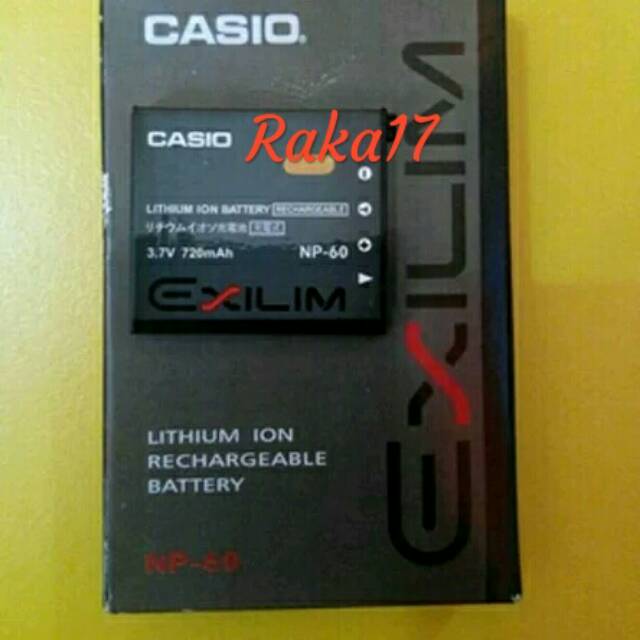 CASIO®
CASIO
Raka17
LITHIUM ION BATTERY RECHARGEABLE
リチウムイオン充電池
3.7V 720mAh NP-60
EXILIM
EXILIM
LITHIUM ION
RECHARGEABLE
BATTERY
NP-60